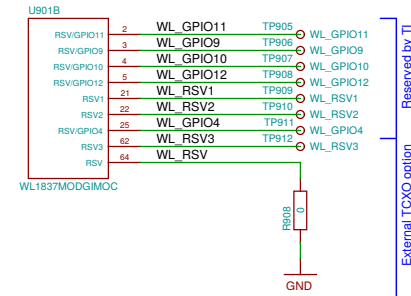 U901B
RSV/GPIO11 2 WL_GPIO11 TP905 WL_GPIO11
RSV/GPIO9 3 WL_GPIO9 TP906 WL_GPIO9
RSV/GPIO10 4 WL_GPIO10 TP907 WL_GPIO10
RSV/GPIO12 5 WL_GPIO12 TP908 WL_GPIO12
RSV1 21 WL_RSV1 TP909 WL_RSV1
RSV2 22 WL_RSV2 TP910 WL_RSV2
RSV/GPIO4 25 WL_GPIO4 TP911 WL_GPIO4
RSV3 62 WL_RSV3 TP912 WL_RSV3
RSV 64 WL_RSV
WL1837MODGIMOC
R908
0
GND
Reserved by TI
External TCXO option